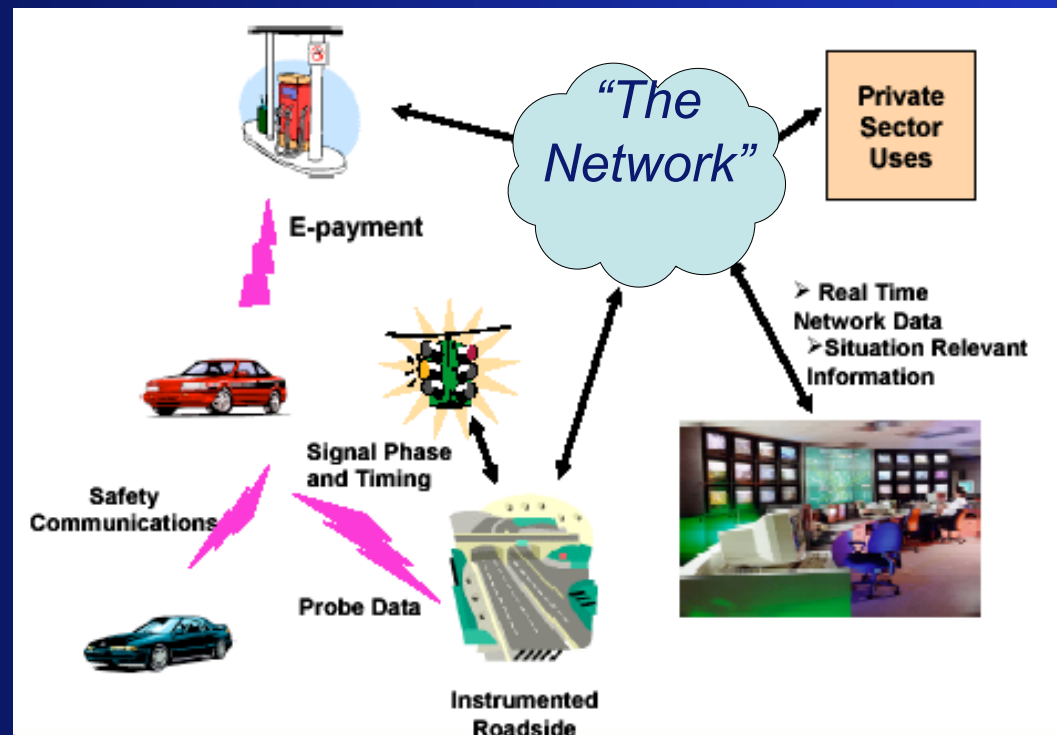 “The
Network”
Private
Sector
Uses
E-payment
➢ Real Time
Network Data
➢Situation Relevant
Information
Signal Phase
and Timing
Safety
Communications
Probe Data
Instrumented
Roadside